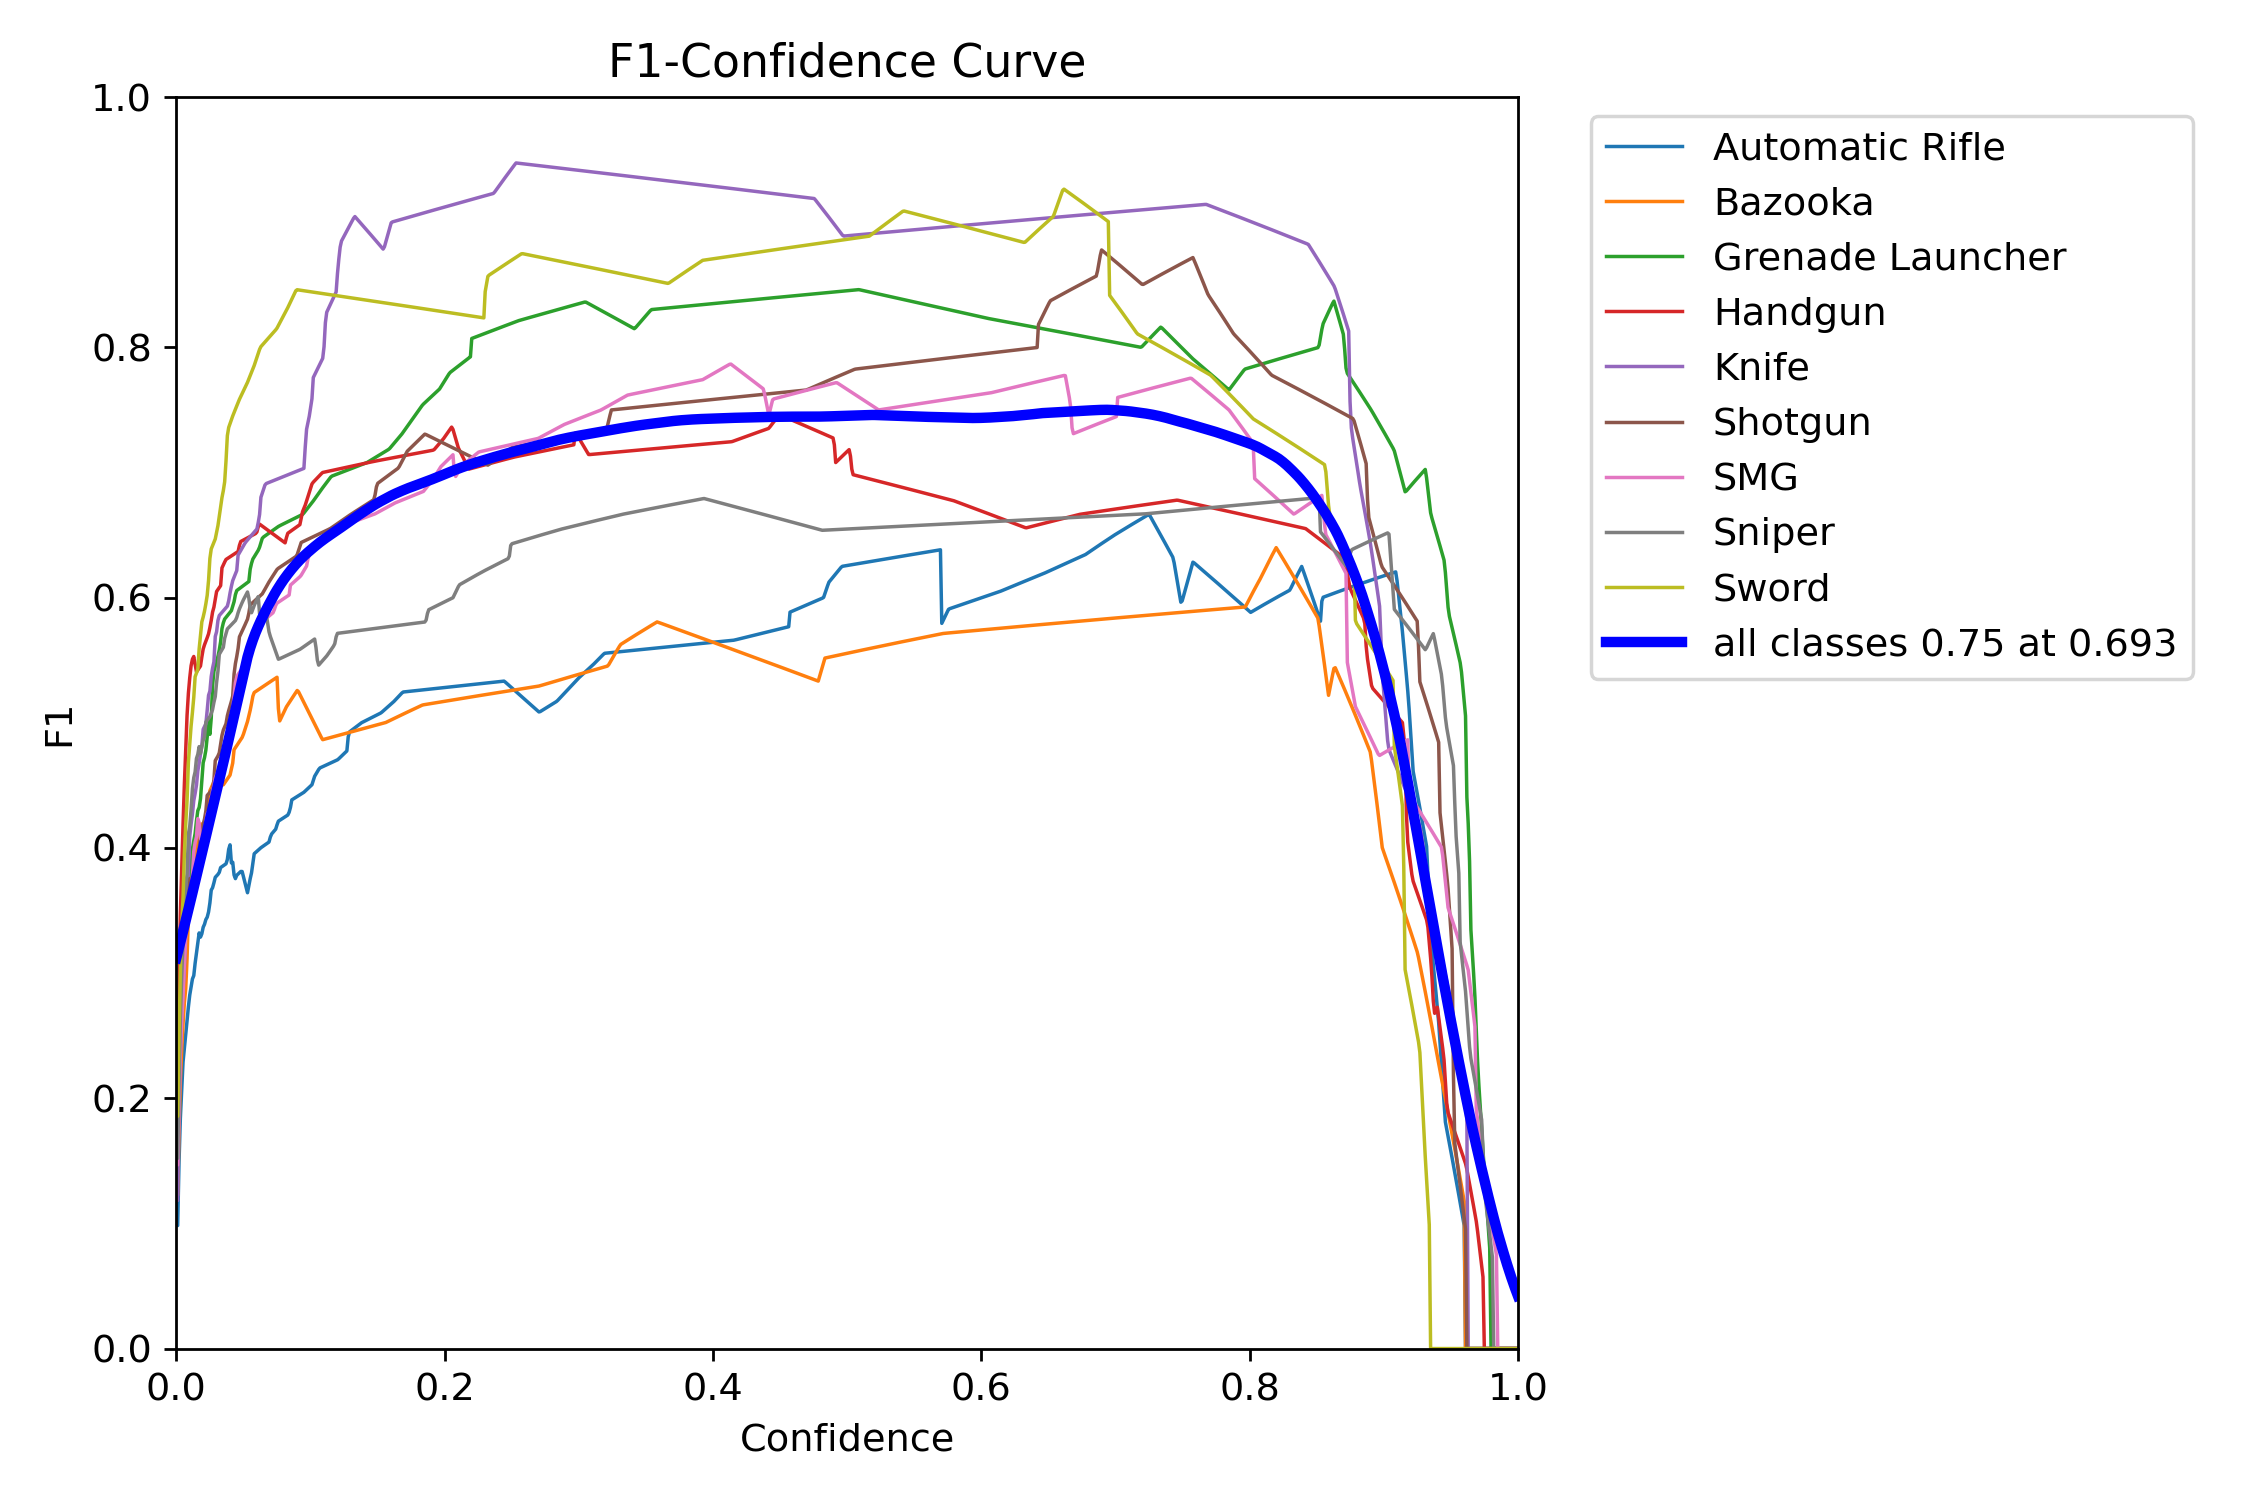 F1-Confidence Curve
1.0
0.8
0.6
0.4
0.2
0.0
F1
0.0 0.2 0.4 0.6 0.8 1.0
Confidence
Automatic Rifle
Bazooka
Grenade Launcher
Handgun
Knife
Shotgun
SMG
Sniper
Sword
all classes 0.75 at 0.693